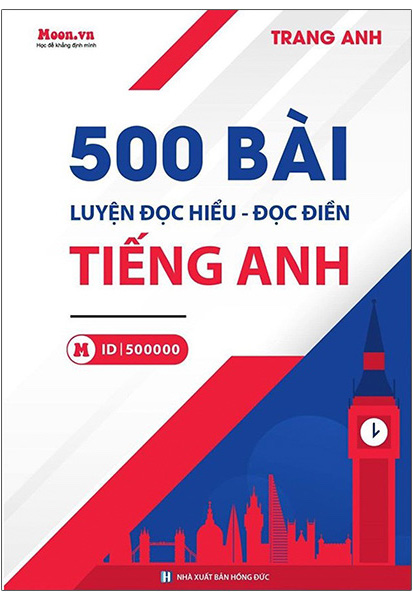 Moon.vn
Học để khẳng định mình
TRANG ANH
500 BÀI
LUYỆN ĐỌC HIỂU - ĐỌC ĐIỀN
TIẾNG ANH
M ID | 500000
H NHÀ XUẤT BẢN HỒNG ĐỨC